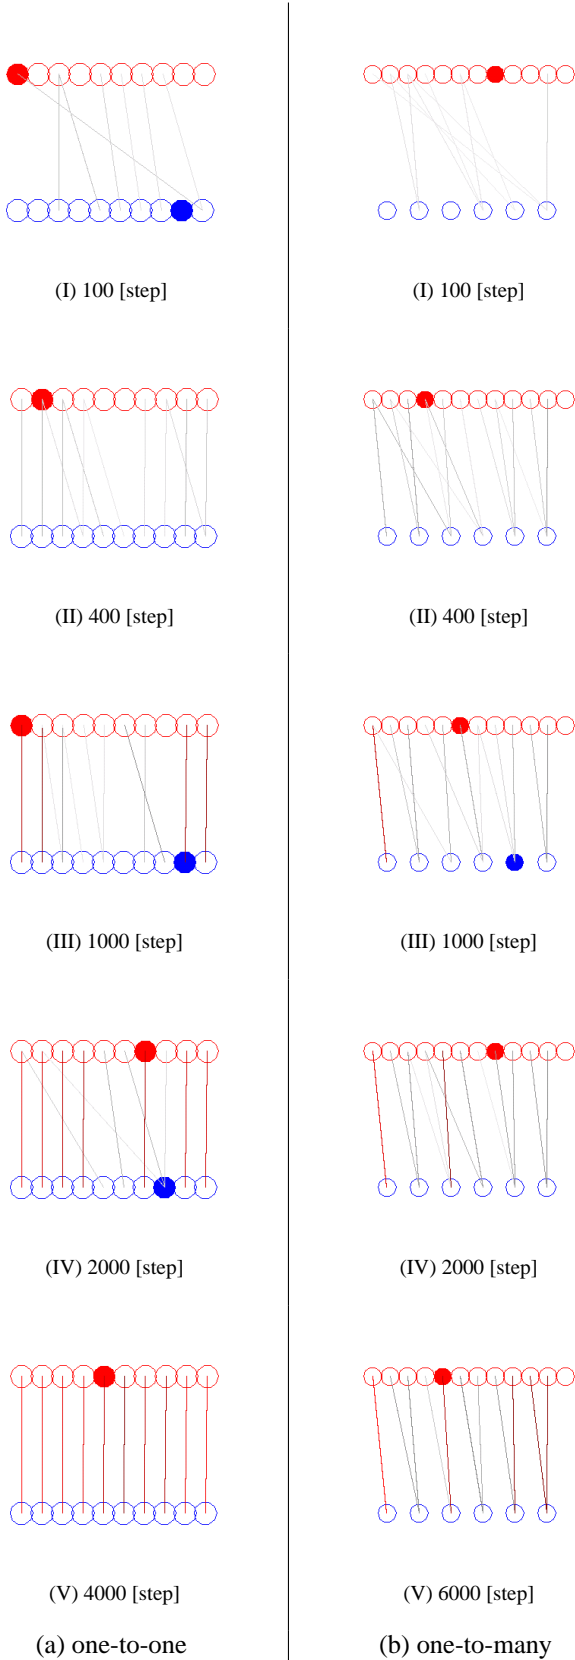 (I) 100 [step]
(I) 100 [step]
(II) 400 [step]
(II) 400 [step]
(III) 1000 [step]
(III) 1000 [step]
(IV) 2000 [step]
(IV) 2000 [step]
(V) 4000 [step]
(V) 6000 [step]
(a) one-to-one
(b) one-to-many